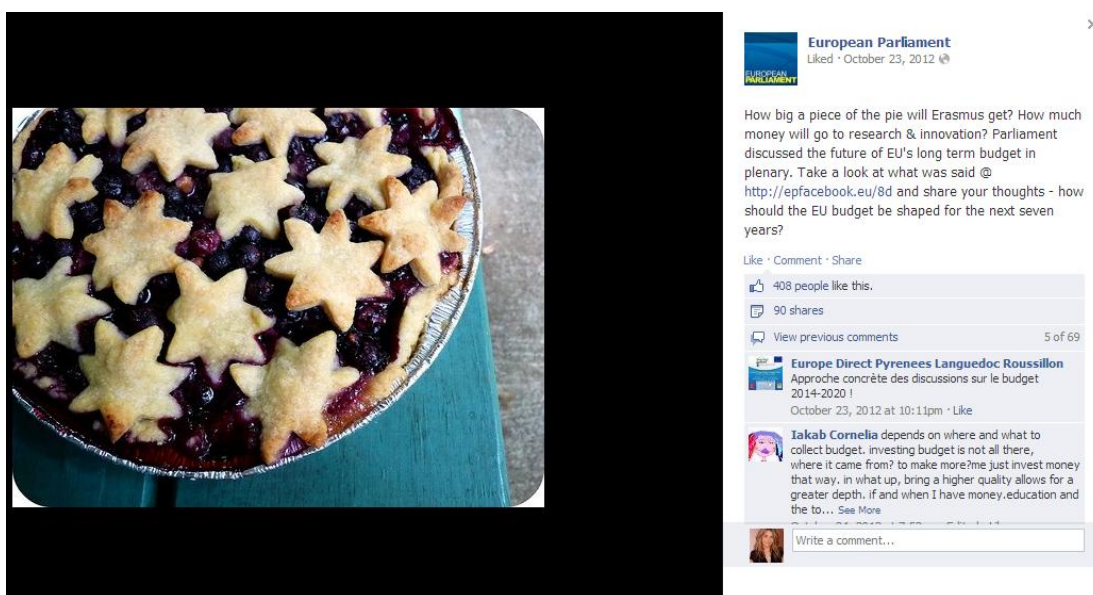 EUROPEAN
PARLIAMENT
European Parliament
Liked · October 23, 2012
How big a piece of the pie will Erasmus get? How much
money will go to research & innovation? Parliament
discussed the future of EU's long term budget in
plenary. Take a look at what was said @
http://epfacebook.eu/8d and share your thoughts - how
should the EU budget be shaped for the next seven
years?
Like · Comment · Share
408 people like this.
90 shares
View previous comments 5 of 69
Europe Direct Pyrenees Languedoc Roussillon
Approche concrète des discussions sur le budget
2014-2020 !
October 23, 2012 at 10:11pm · Like
Iakab Cornelia depends on where and what to
collect budget. investing budget is not all there,
where it came from? to make more?me just invest money
that way. in what up, bring a higher quality allows for a
greater depth. if and when I have money.education and
the to... See More
Write a comment...